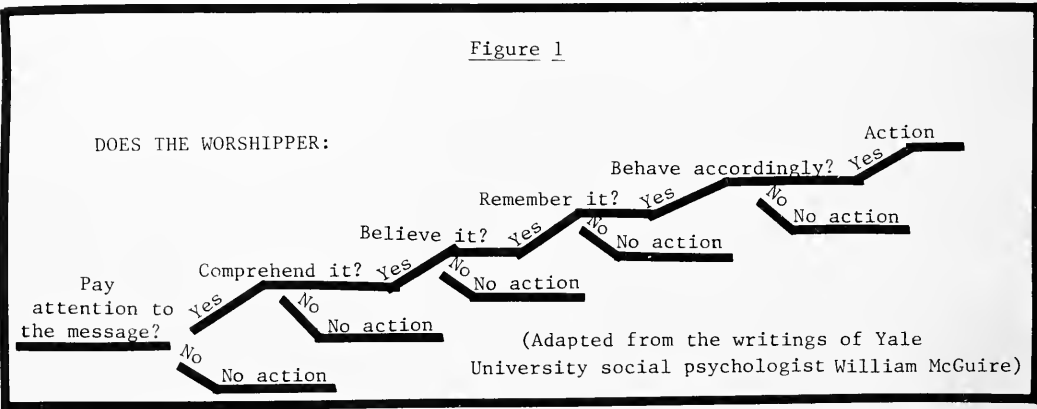 Figure 1
DOES THE WORSHIPPER:
Pay
attention to
the message?
Yes
No
No action
Comprehend it?
Yes
No
No action
Believe it?
Yes
No
No action
Remember it?
Yes
No
No action
Behave accordingly?
Yes
No
No action
Action
(Adapted from the writings of Yale
University social psychologist William McGuire)